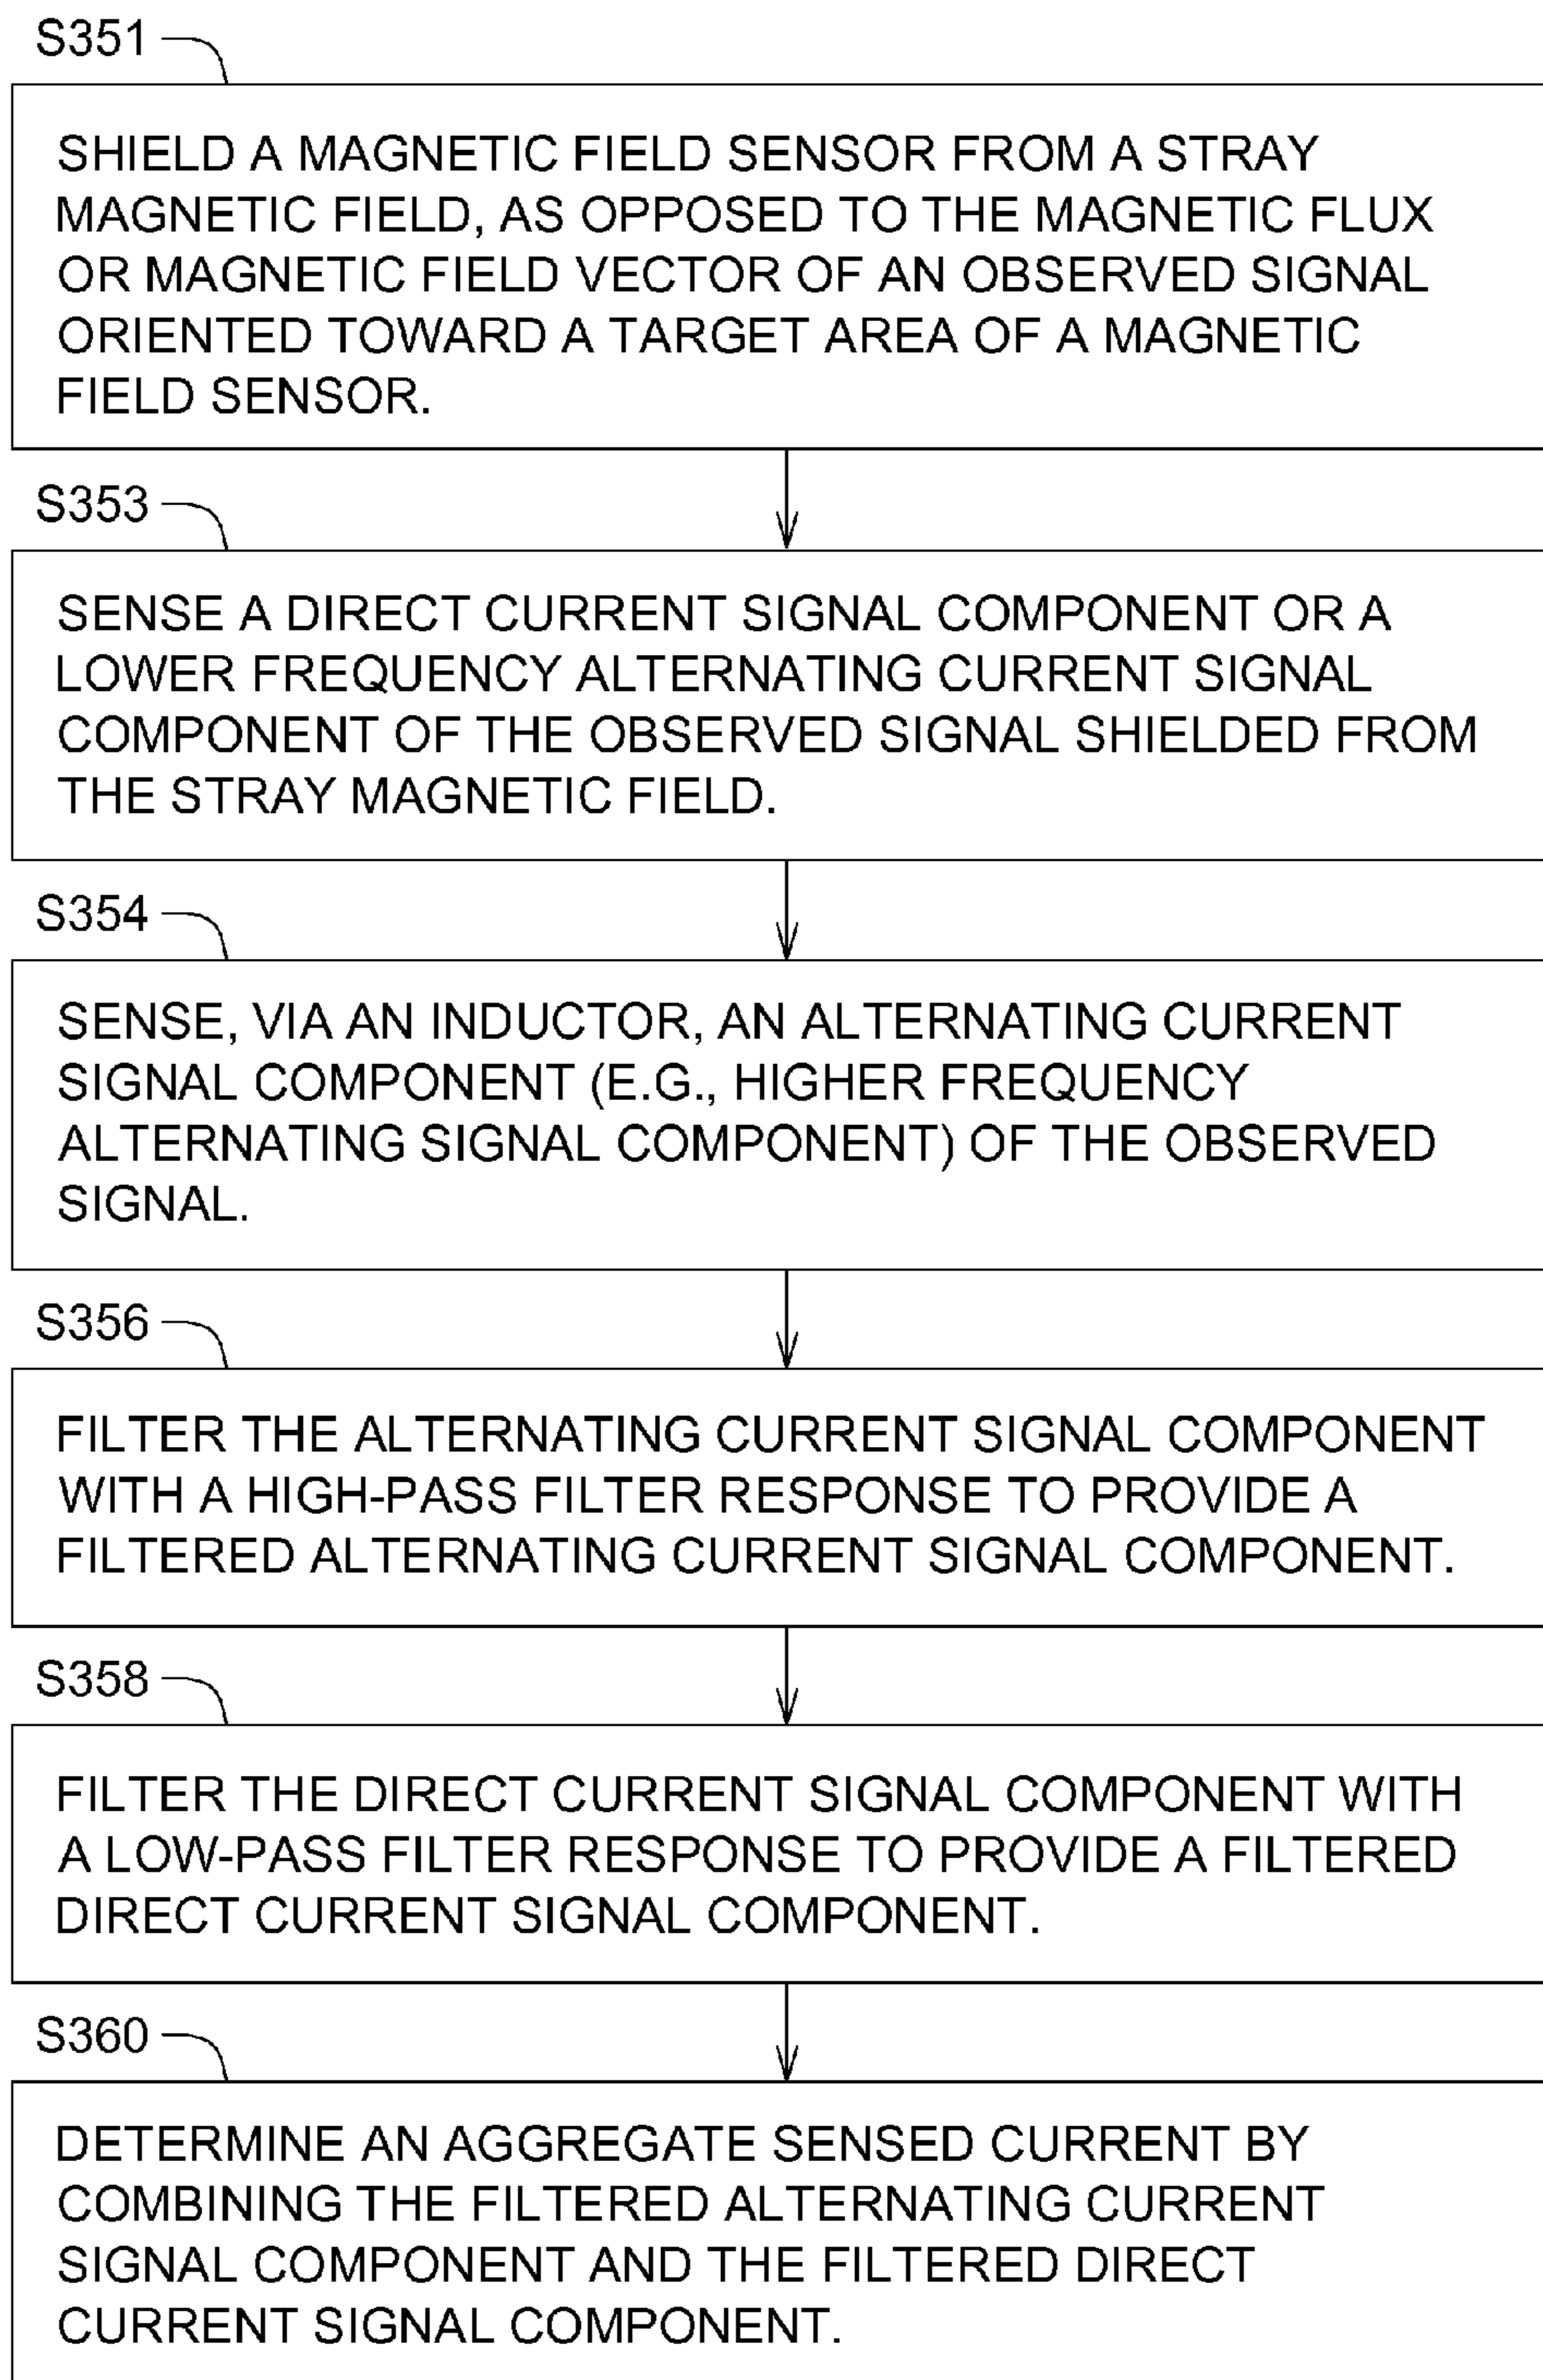 S351
SHIELD A MAGNETIC FIELD SENSOR FROM A STRAY
MAGNETIC FIELD, AS OPPOSED TO THE MAGNETIC FLUX
OR MAGNETIC FIELD VECTOR OF AN OBSERVED SIGNAL
ORIENTED TOWARD A TARGET AREA OF A MAGNETIC
FIELD SENSOR.
S353
SENSE A DIRECT CURRENT SIGNAL COMPONENT OR A
LOWER FREQUENCY ALTERNATING CURRENT SIGNAL
COMPONENT OF THE OBSERVED SIGNAL SHIELDED FROM
THE STRAY MAGNETIC FIELD.
S354
SENSE, VIA AN INDUCTOR, AN ALTERNATING CURRENT
SIGNAL COMPONENT (E.G., HIGHER FREQUENCY
ALTERNATING SIGNAL COMPONENT) OF THE OBSERVED
SIGNAL.
S356
FILTER THE ALTERNATING CURRENT SIGNAL COMPONENT
WITH A HIGH-PASS FILTER RESPONSE TO PROVIDE A
FILTERED ALTERNATING CURRENT SIGNAL COMPONENT.
S358
FILTER THE DIRECT CURRENT SIGNAL COMPONENT WITH
A LOW-PASS FILTER RESPONSE TO PROVIDE A FILTERED
DIRECT CURRENT SIGNAL COMPONENT.
S360
DETERMINE AN AGGREGATE SENSED CURRENT BY
COMBINING THE FILTERED ALTERNATING CURRENT
SIGNAL COMPONENT AND THE FILTERED DIRECT
CURRENT SIGNAL COMPONENT.